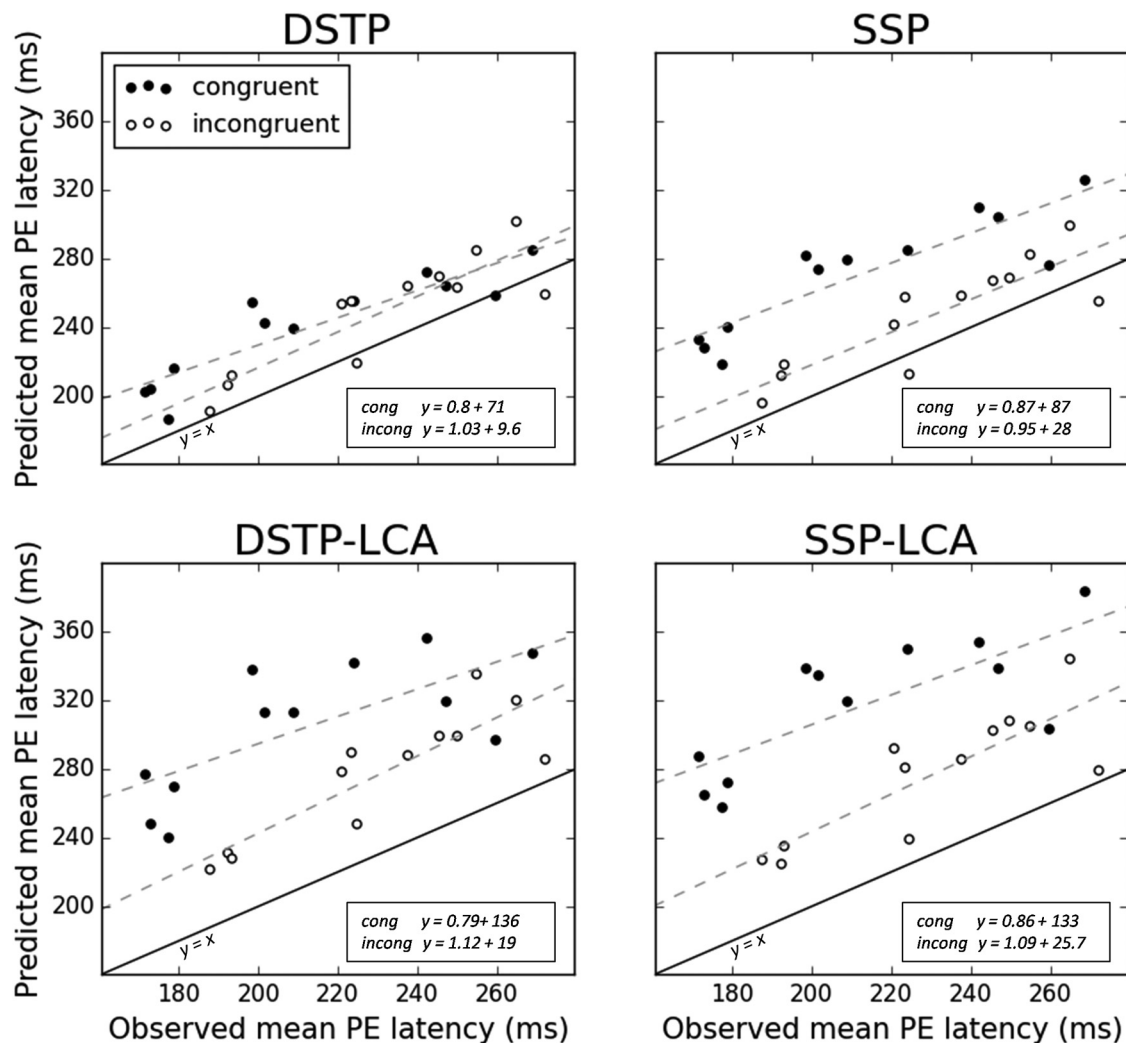 DSTP
SSP
Predicted mean PE latency (ms)
congruent
incongruent
360
320
280
240
200
cong y = 0.8 + 71
incong y = 1.03 + 9.6
y = x
cong y = 0.87 + 87
incong y = 0.95 + 28
y = x
DSTP-LCA
SSP-LCA
Predicted mean PE latency (ms)
360
320
280
240
200
cong y = 0.79+ 136
incong y = 1.12 + 19
y = x
cong y = 0.86 + 133
incong y = 1.09 + 25.7
y = x
180 200 220 240 260
180 200 220 240 260
Observed mean PE latency (ms)
Observed mean PE latency (ms)